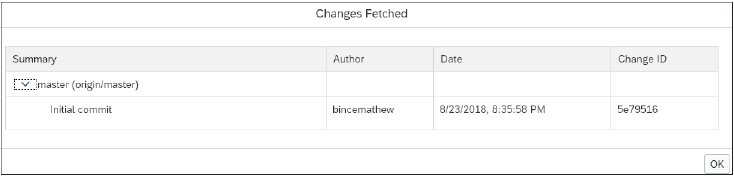 Changes Fetched
Summary Author Date Change ID
master (origin/master)
Initial commit bincemathew 8/23/2018, 8:35:58 PM 5e79516
OK